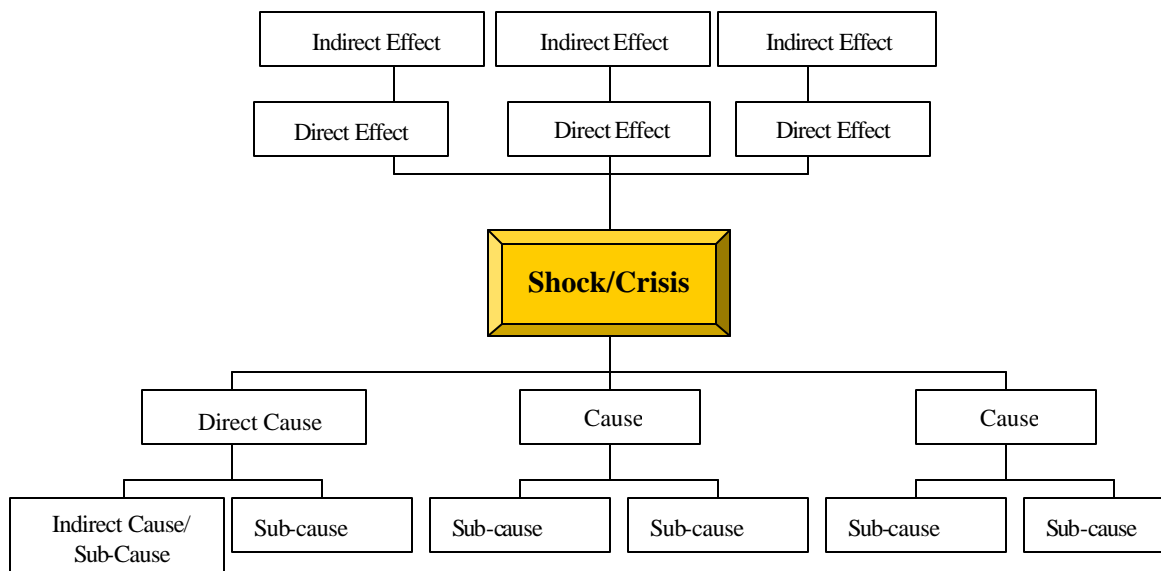 Indirect Effect
Indirect Effect
Indirect Effect
Direct Effect
Direct Effect
Direct Effect
Shock/Crisis
Direct Cause
Cause
Cause
Indirect Cause/
Sub-Cause
Sub-cause
Sub-cause
Sub-cause
Sub-cause
Sub-cause